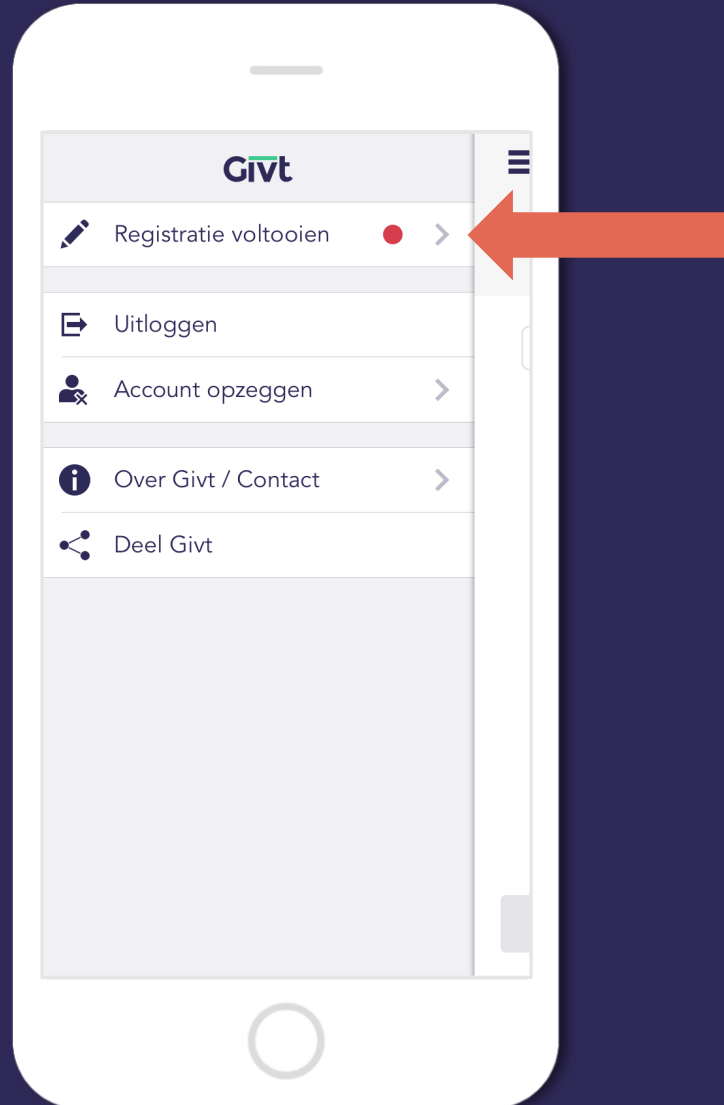 Givt
Registratie voltooien
Uitloggen
Account opzeggen
Over Givt / Contact
Deel Givt